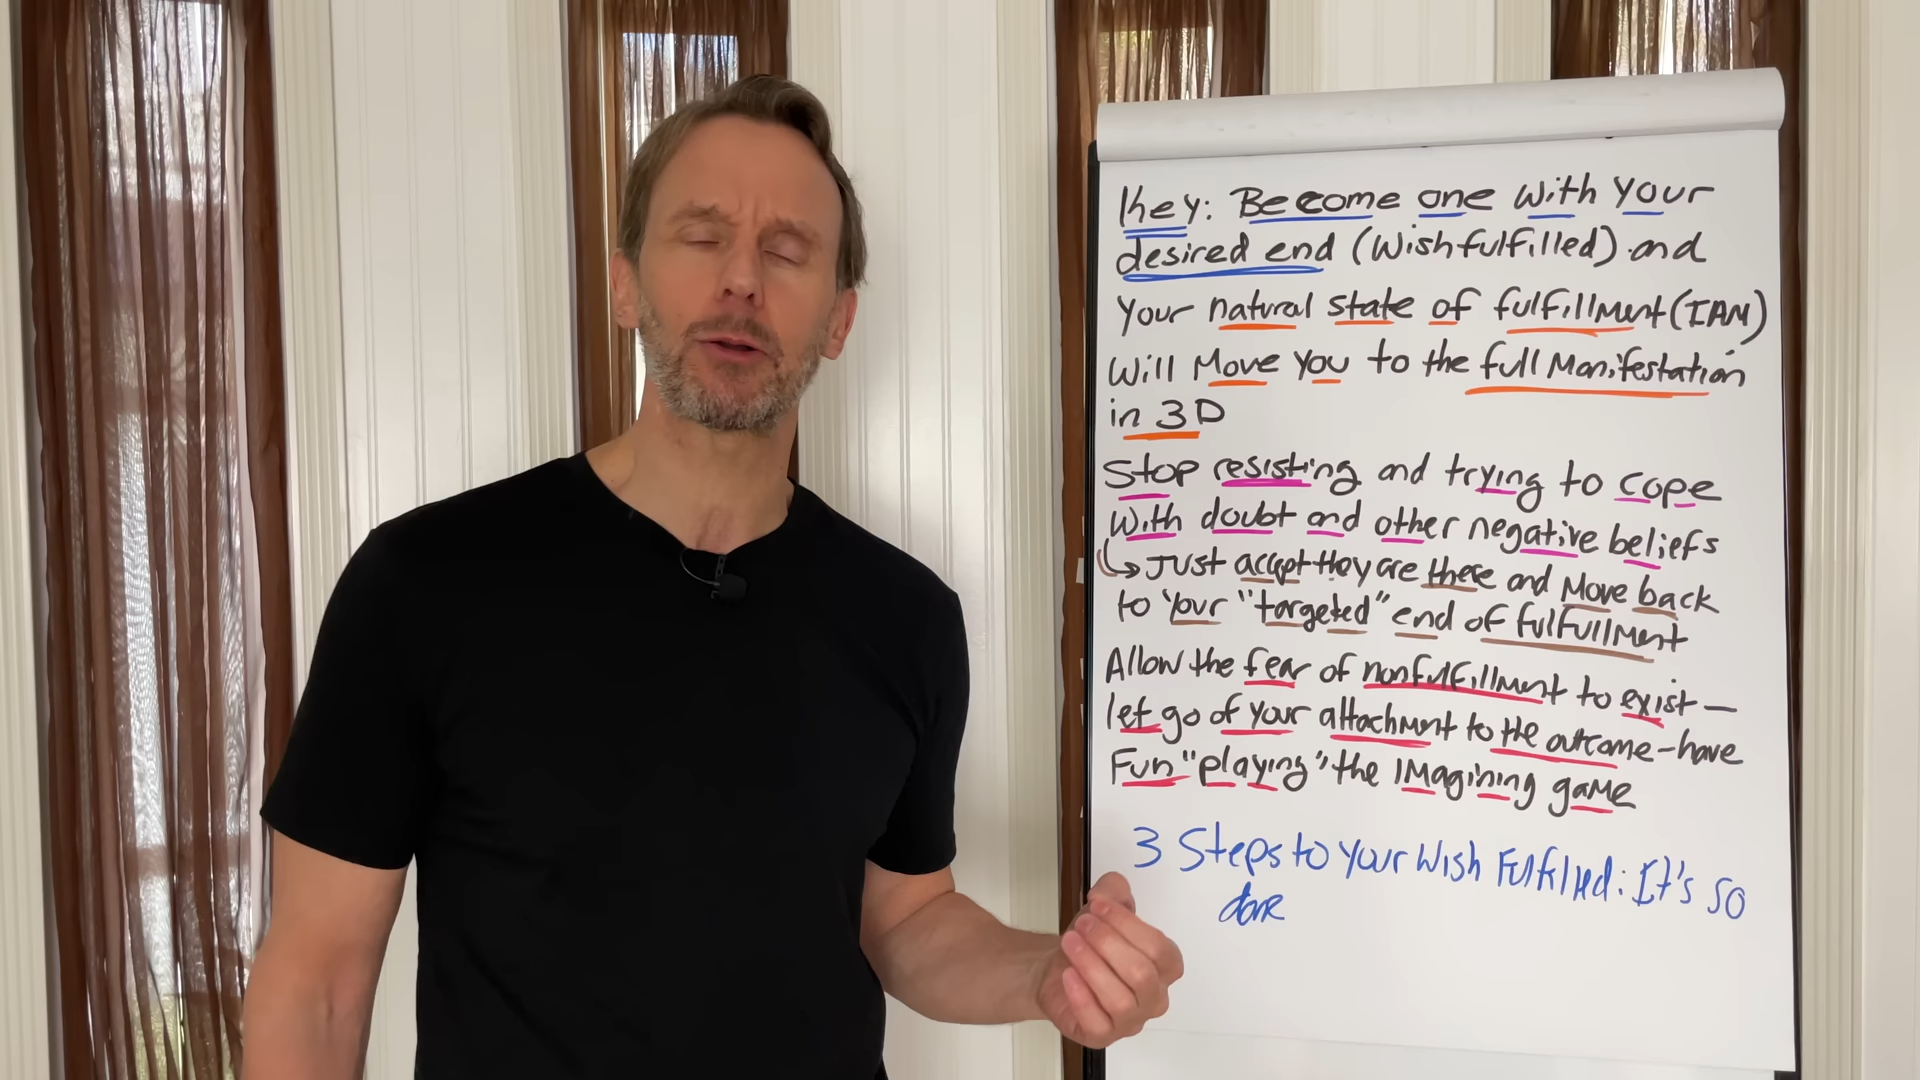 Key: Become one with your
desired end (wish fulfilled) and
Your natural state of fulfillment (I AM)
will Move you to the full Manifestation
in 3D
Stop resisting and trying to cope
with doubt and other negative beliefs
↳ Just accept they are there and Move back
to your "targeted" end of fulfullment
Allow the fear of nonfulfillment to exist—
let go of your attachment to the outcome—have
Fun "playing" the imagining game
3 Steps to your wish Fulfilled: It's so
done